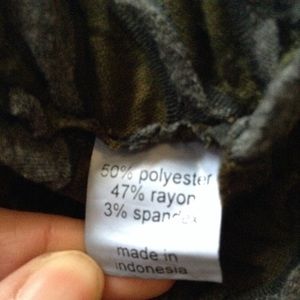 50% polyester
47% rayon
3% spandex
made in
indonesia